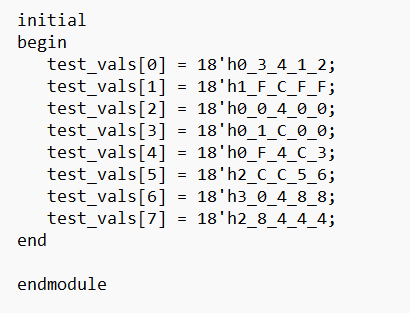 initial
begin
   test_vals[0] = 18'h0_3_4_1_2;
   test_vals[1] = 18'h1_F_C_F_F;
   test_vals[2] = 18'h0_0_4_0_0;
   test_vals[3] = 18'h0_1_C_0_0;
   test_vals[4] = 18'h0_F_4_C_3;
   test_vals[5] = 18'h2_C_C_5_6;
   test_vals[6] = 18'h3_0_4_8_8;
   test_vals[7] = 18'h2_8_4_4_4;
end

endmodule